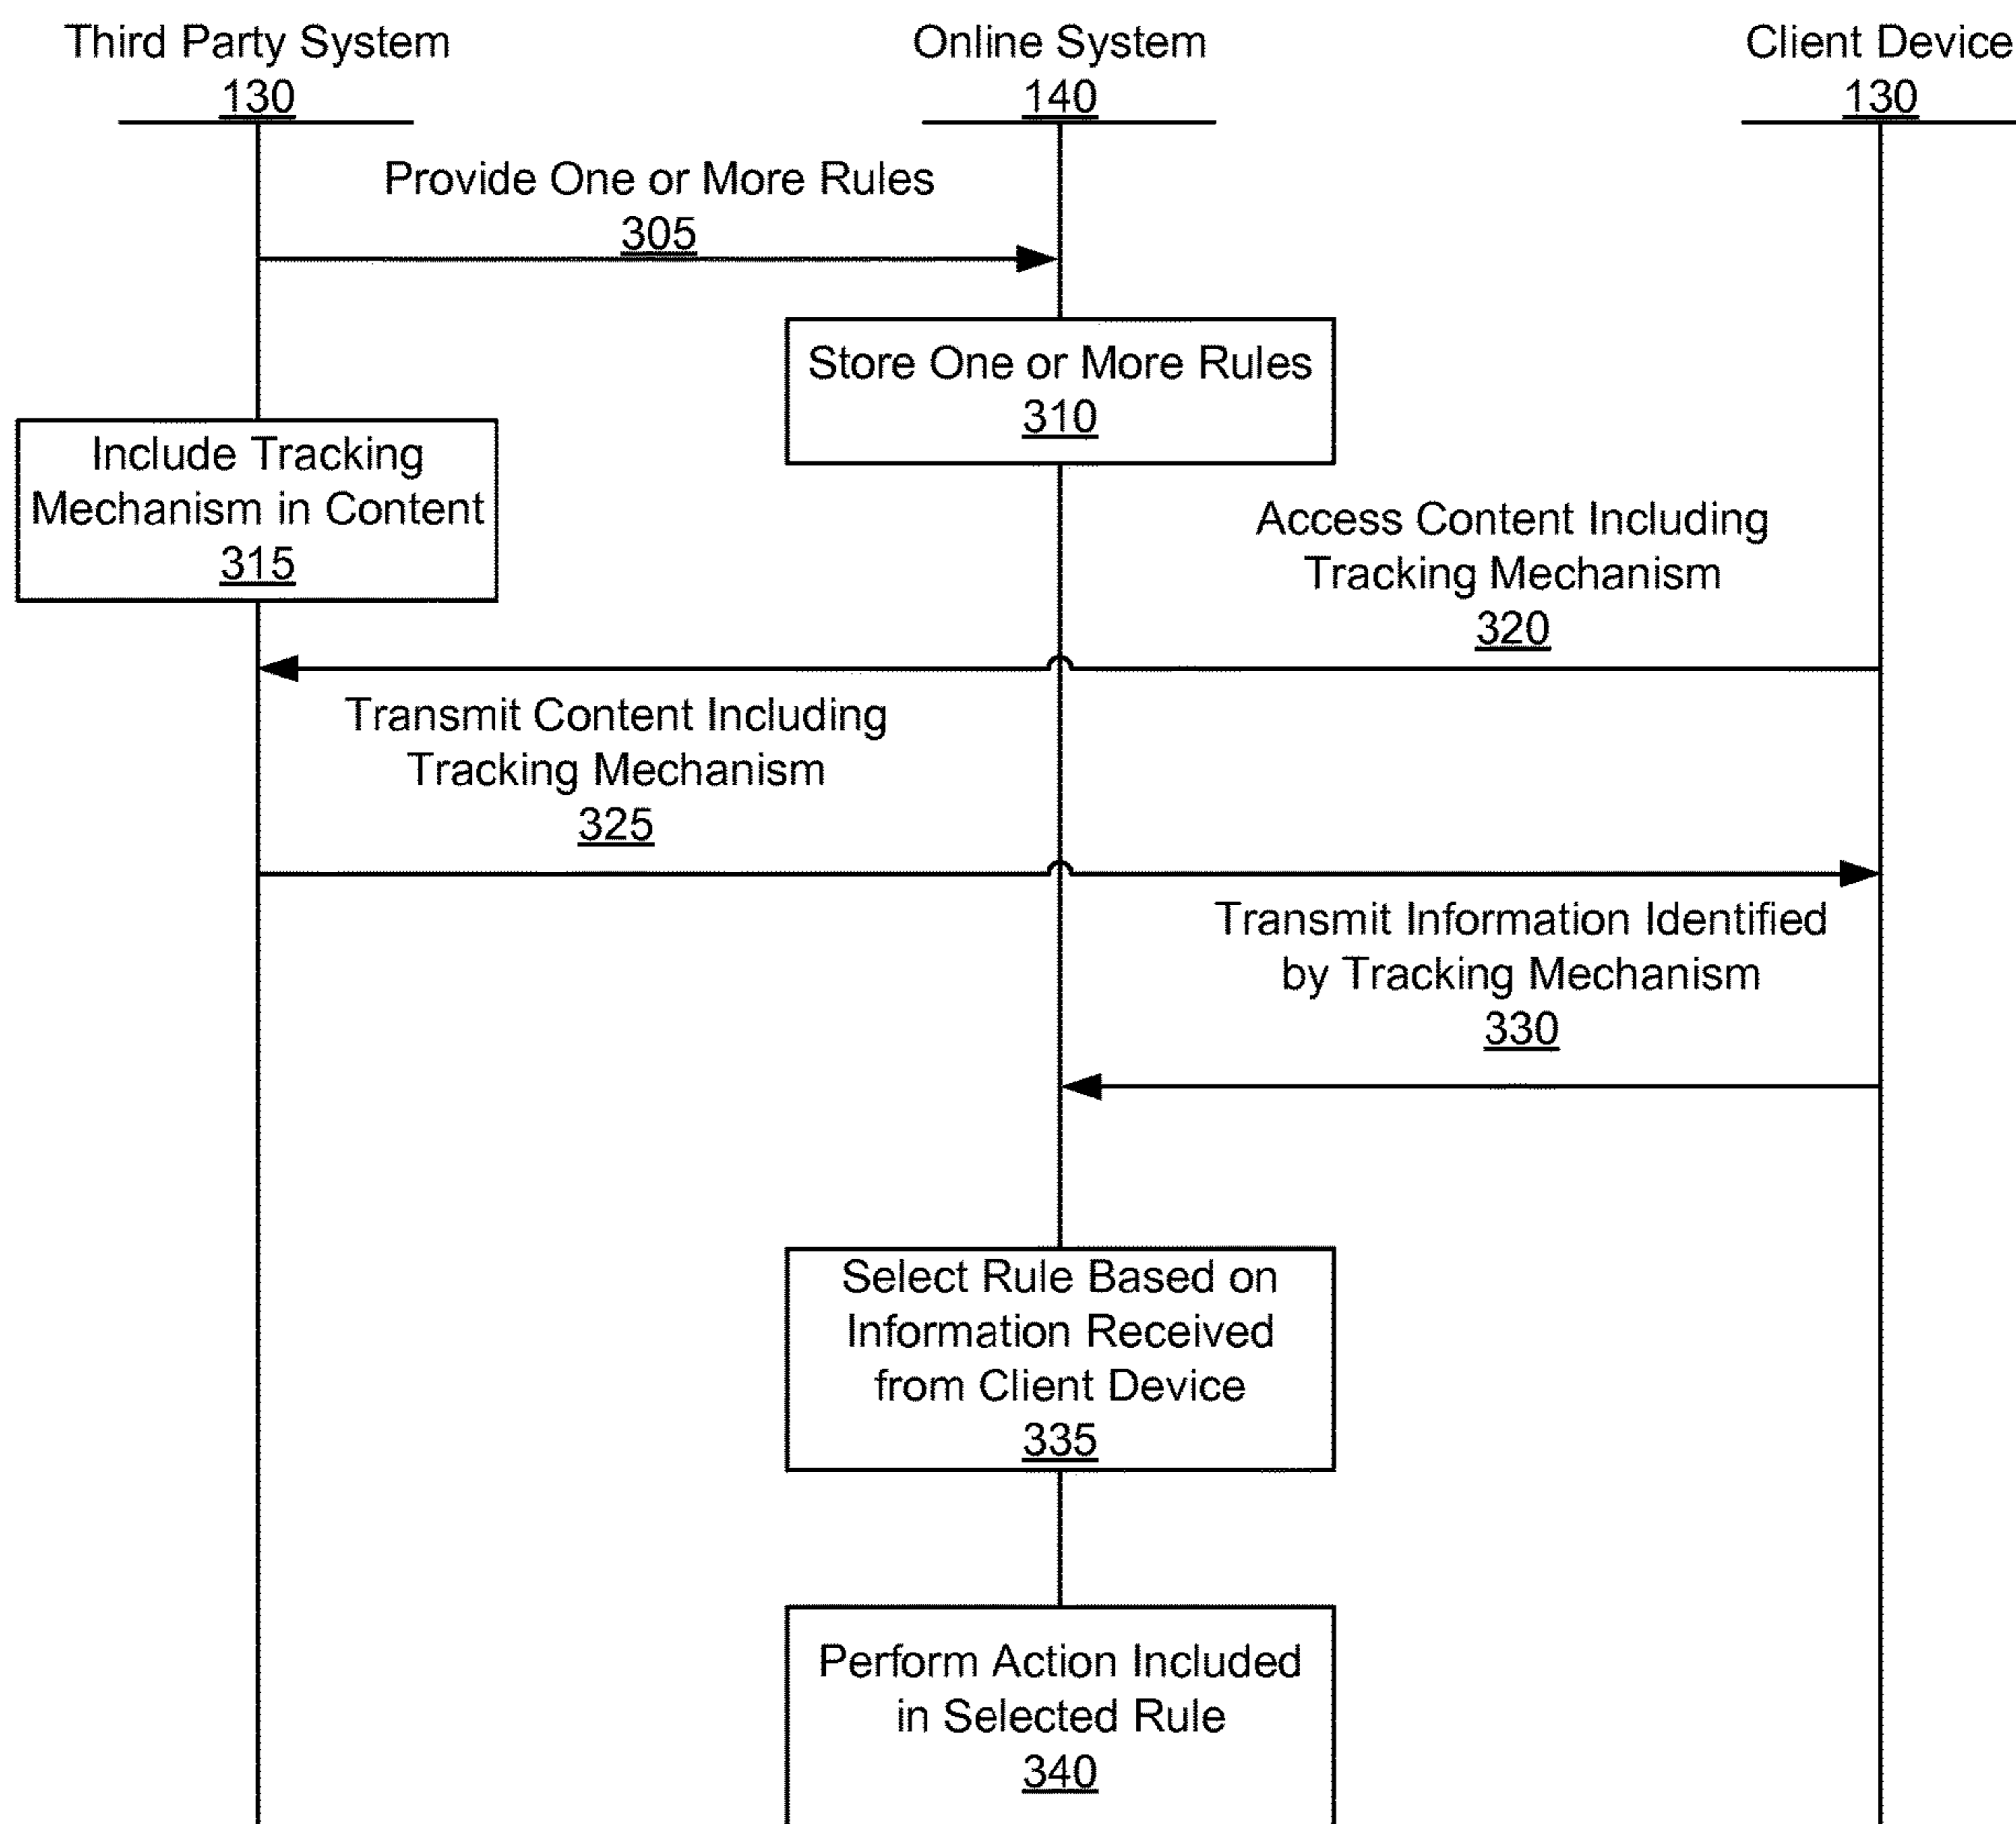 Third Party System
130
Online System
140
Client Device
130
Provide One or More Rules
305
Store One or More Rules
310
Include Tracking
Mechanism in Content
315
Access Content Including
Tracking Mechanism
320
Transmit Content Including
Tracking Mechanism
325
Transmit Information Identified
by Tracking Mechanism
330
Select Rule Based on
Information Received
from Client Device
335
Perform Action Included
in Selected Rule
340